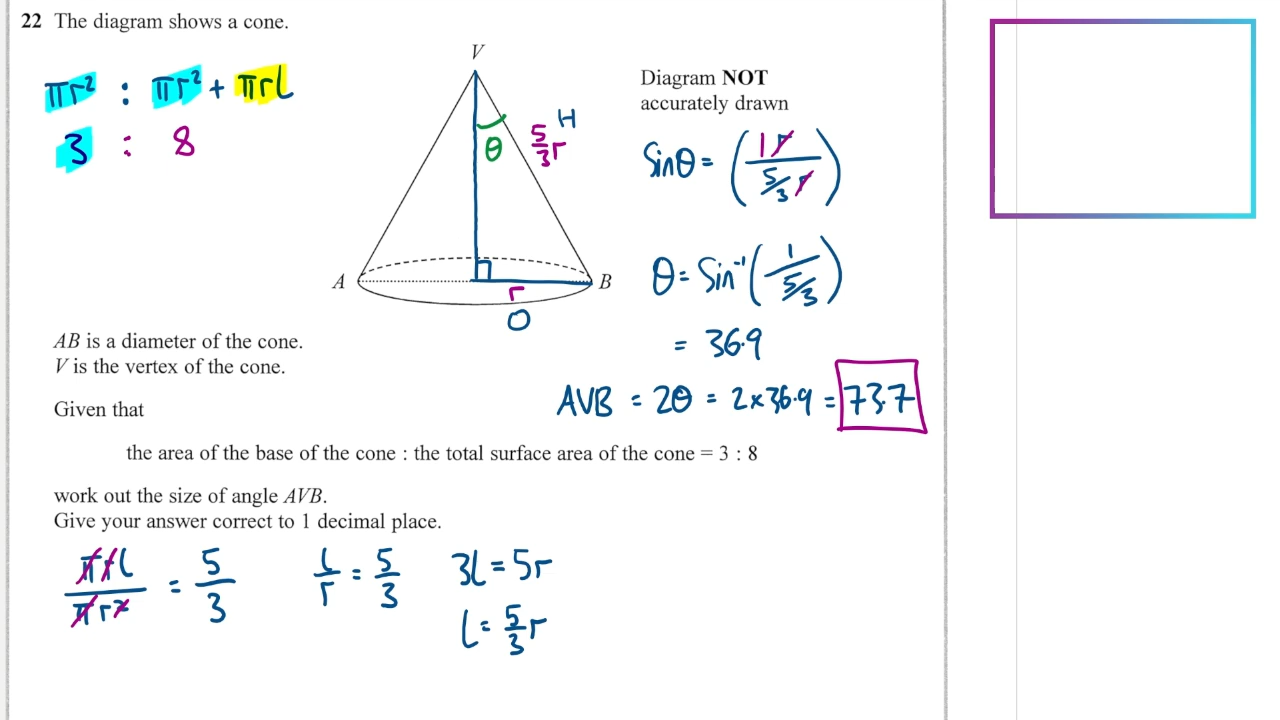 22 The diagram shows a cone.
πr² : πr² + πrl
3 : 8
V
θ
5/3 r
H
A
B
r
O
Diagram NOT
accurately drawn
Sinθ = (1r / 5/3 r)
θ = Sin⁻¹(1 / 5/3)
= 36.9
AVB = 2θ = 2 × 36.9 = 73.7
AB is a diameter of the cone.
V is the vertex of the cone.
Given that
the area of the base of the cone : the total surface area of the cone = 3 : 8
work out the size of angle AVB.
Give your answer correct to 1 decimal place.
πrl / πr² = 5/3 l/r = 5/3 3l = 5r
l = 5/3 r